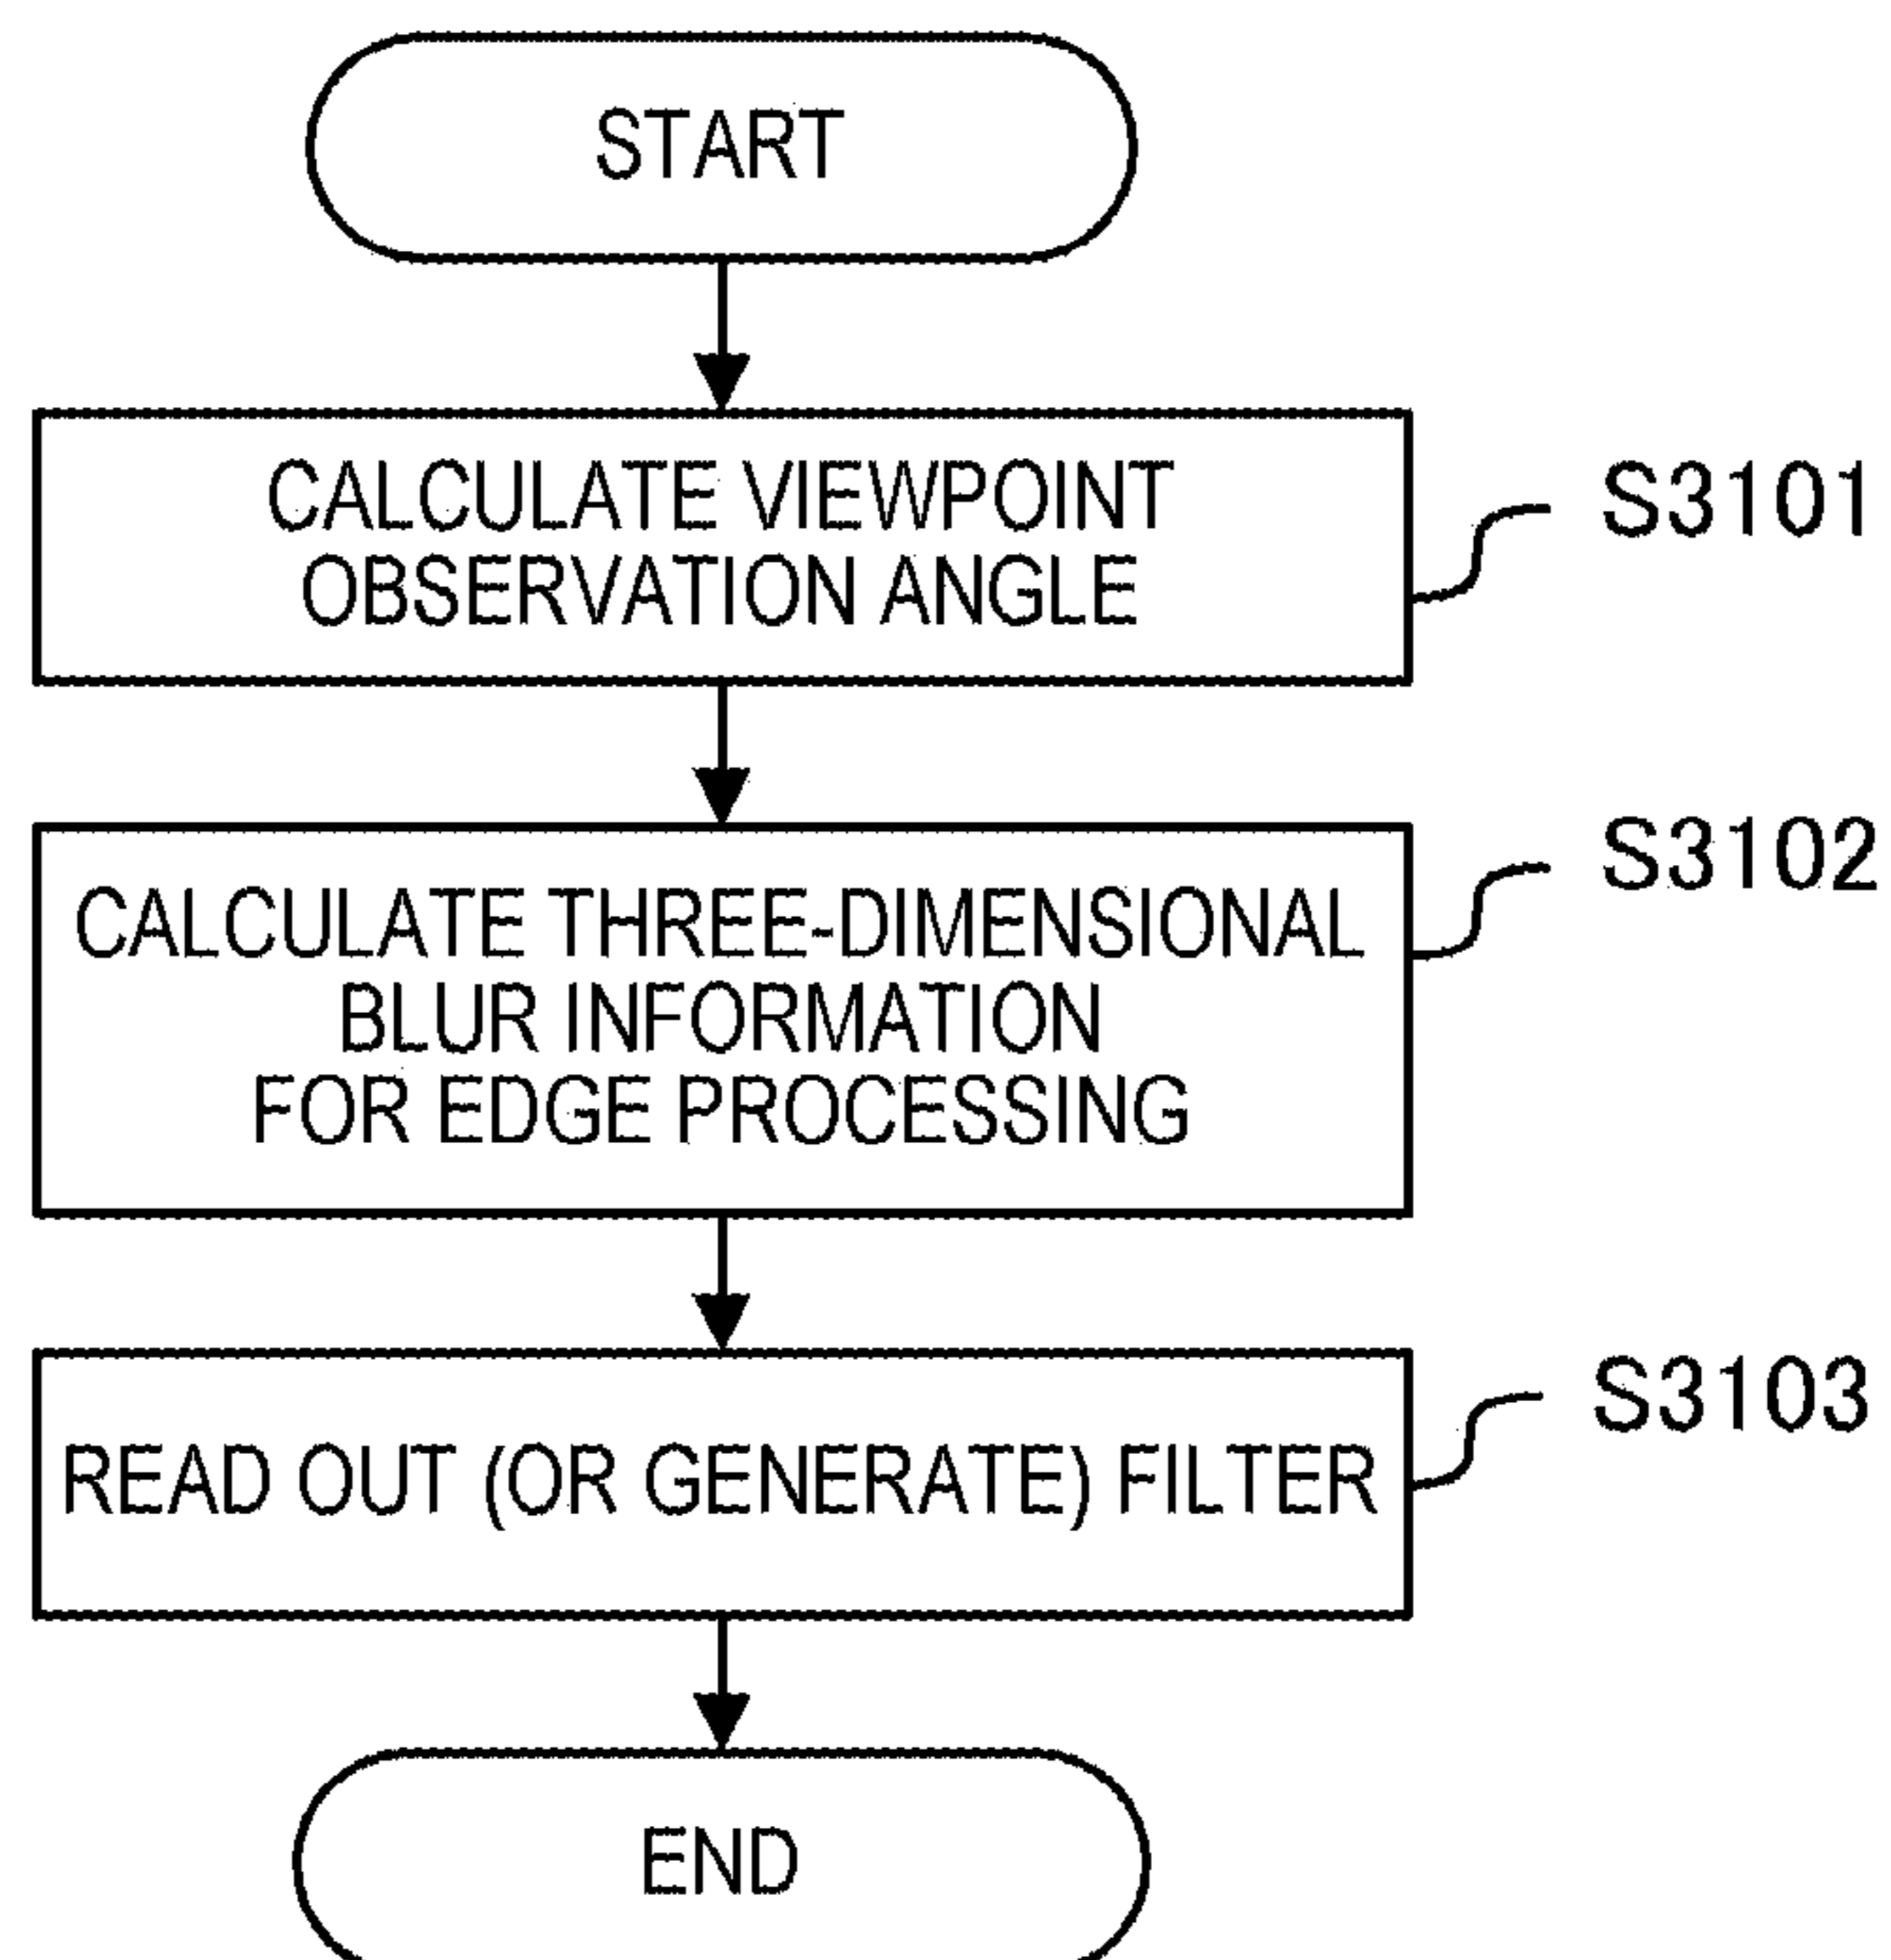 START
CALCULATE VIEWPOINT
OBSERVATION ANGLE
S3101
CALCULATE THREE-DIMENSIONAL
BLUR INFORMATION
FOR EDGE PROCESSING
S3102
READ OUT (OR GENERATE) FILTER
S3103
END